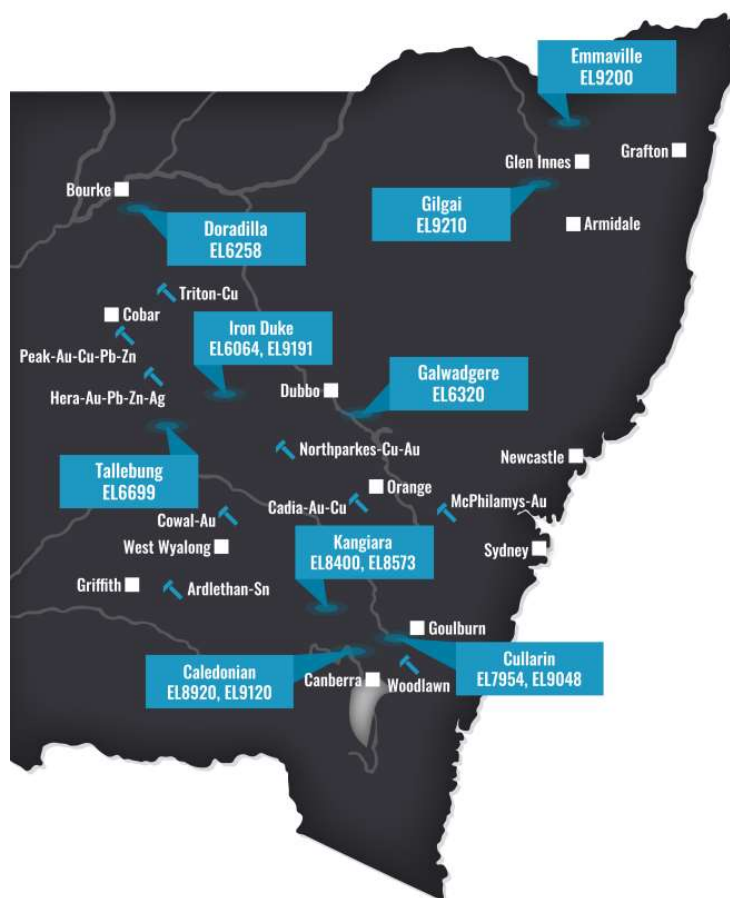 Emmaville
EL9200
Grafton
Glen Innes
Bourke
Gilgai
EL9210
Armidale
Doradilla
EL6258
Triton-Cu
Cobar
Iron Duke
EL6064, EL9191
Peak-Au-Cu-Pb-Zn
Hera-Au-Pb-Zn-Ag
Dubbo
Galwadgere
EL6320
Northparkes-Cu-Au
Newcastle
Tallebung
EL6699
Orange
Cadia-Au-Cu
McPhilamys-Au
Cowal-Au
West Wyalong
Kangiara
EL8400, EL8573
Sydney
Griffith
Ardlethan-Sn
Goulburn
Caledonian
EL8920, EL9120
Canberra
Woodlawn
Cullarin
EL7954, EL9048